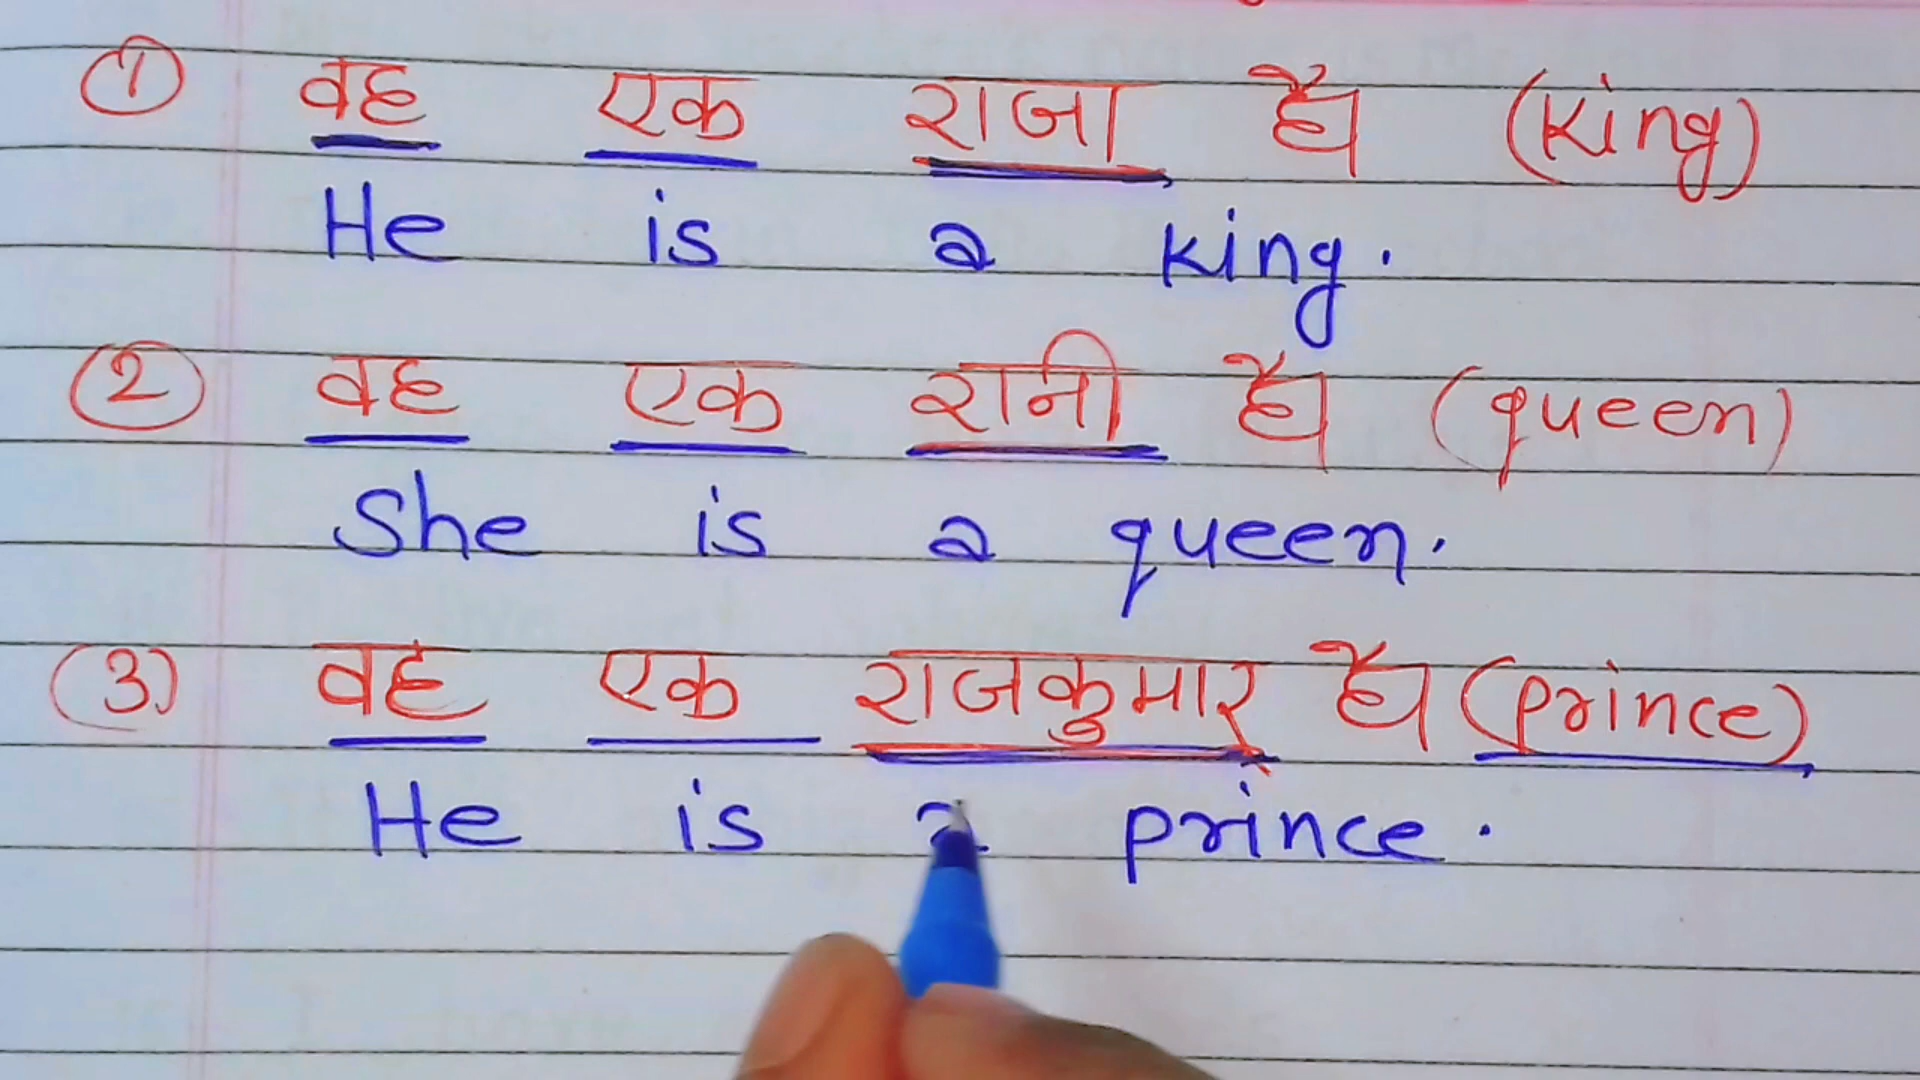 ① वह एक राजा है (king)
He is a king.
② वह एक रानी है (queen)
She is a queen.
(3) वह एक राजकुमार है (prince)
He is a prince.